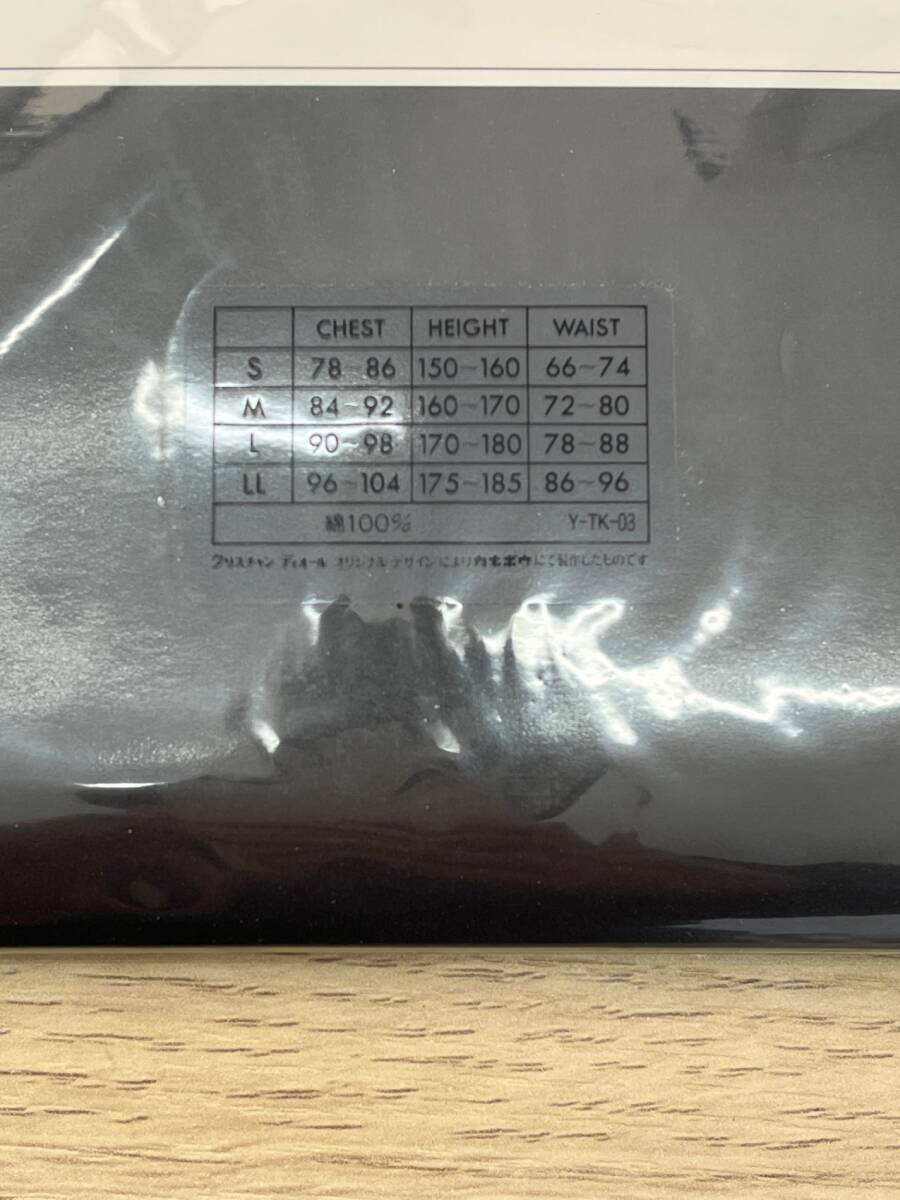 CHEST HEIGHT WAIST
S 78~86 150~160 66~74
M 84~92 160~170 72~80
L 90~98 170~180 78~88
LL 96~104 175~185 86~96
綿100% Y-TK-03
クリスチャン ディオール オリジナルデザインによりカネボウにて製作したものです